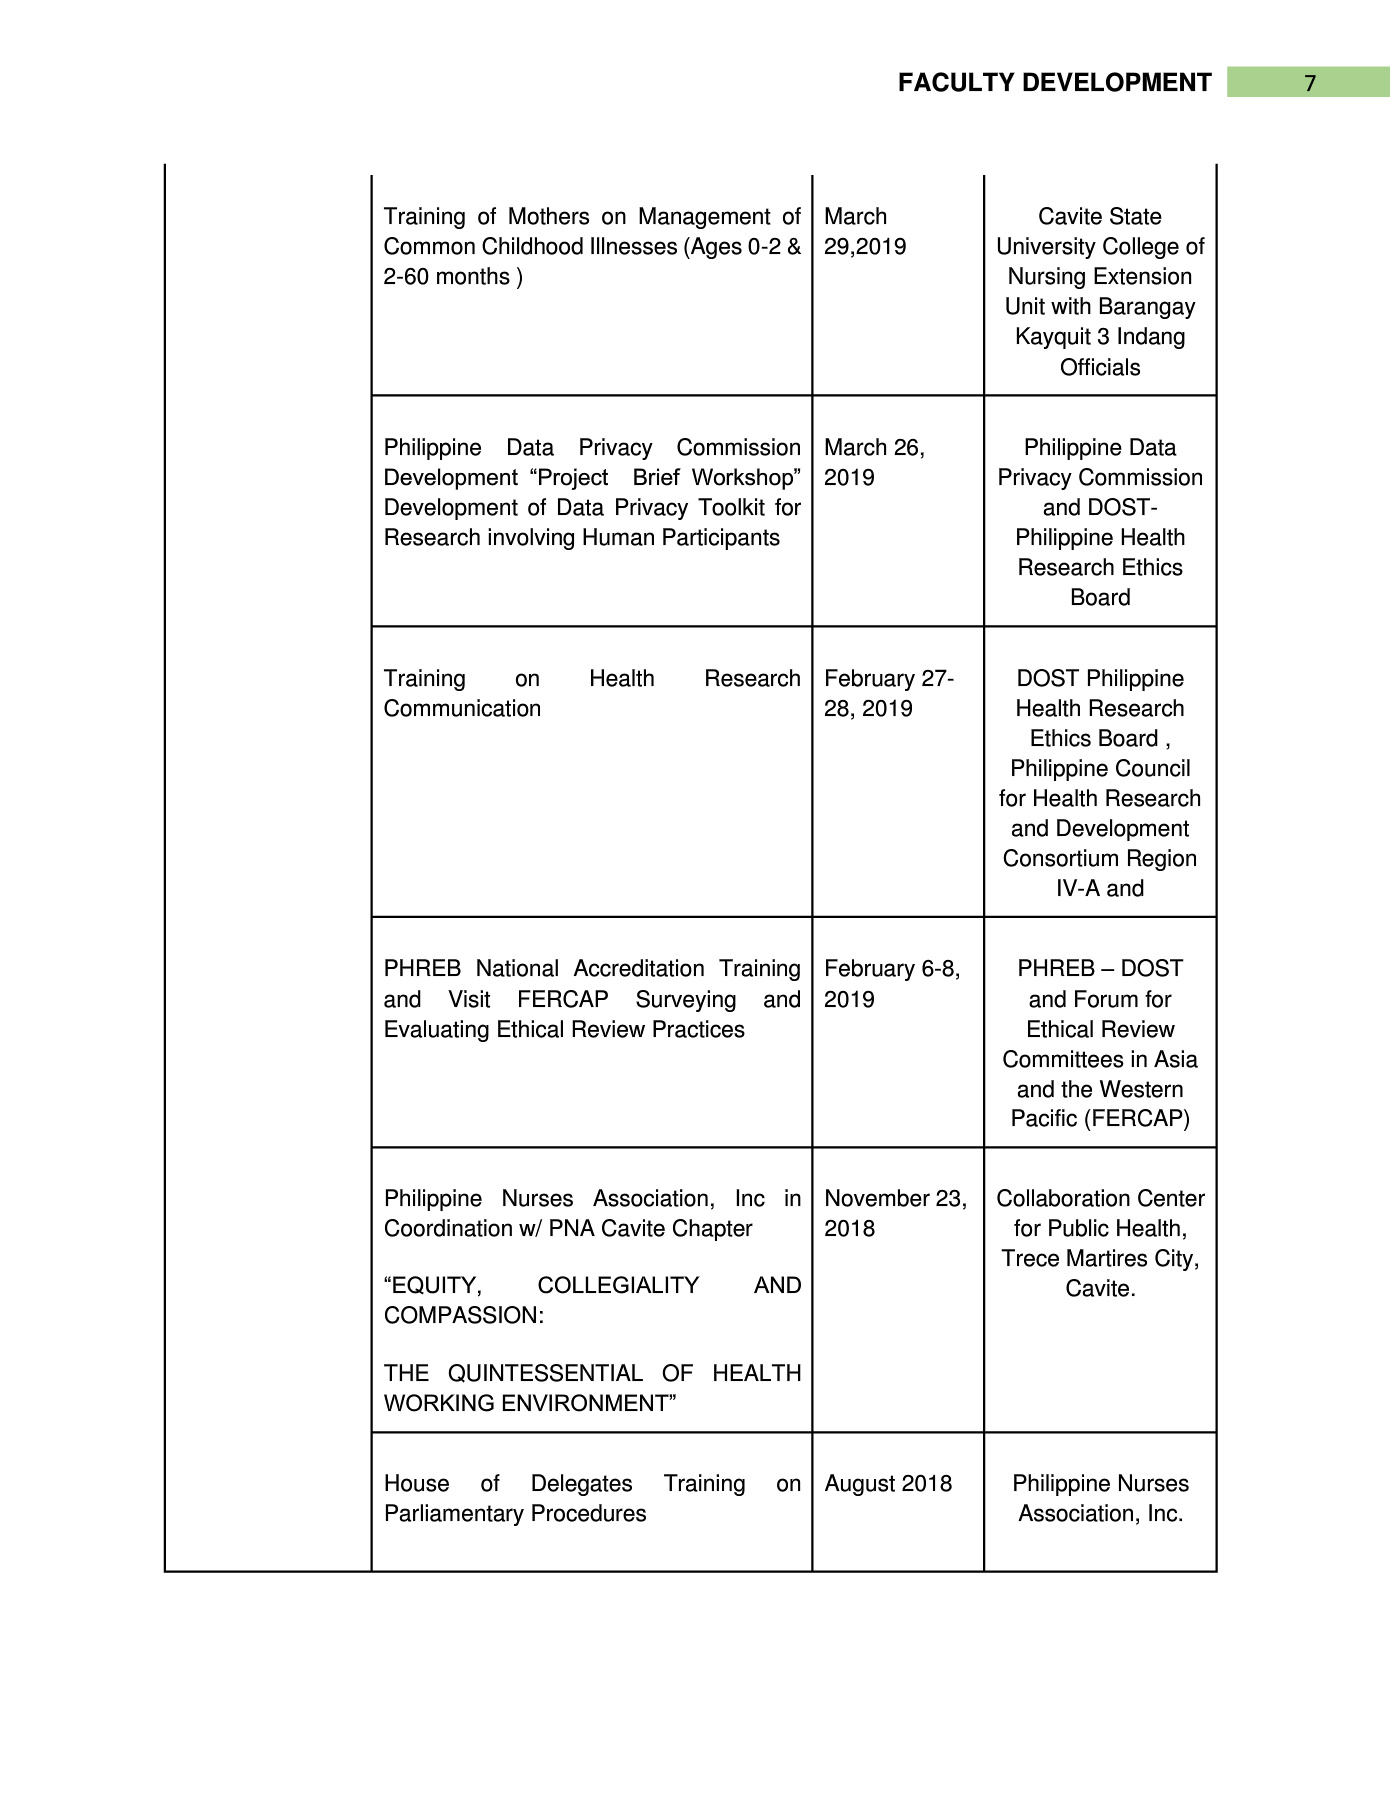 FACULTY DEVELOPMENT 7
Training of Mothers on Management of
Common Childhood Illnesses (Ages 0-2 &
2-60 months )
March
29,2019
Cavite State
University College of
Nursing Extension
Unit with Barangay
Kayquit 3 Indang
Officials
Philippine Data Privacy Commission
Development “Project Brief Workshop”
Development of Data Privacy Toolkit for
Research involving Human Participants
March 26,
2019
Philippine Data
Privacy Commission
and DOST-
Philippine Health
Research Ethics
Board
Training on Health Research
Communication
February 27-
28, 2019
DOST Philippine
Health Research
Ethics Board ,
Philippine Council
for Health Research
and Development
Consortium Region
IV-A and
PHREB National Accreditation Training
and Visit FERCAP Surveying and
Evaluating Ethical Review Practices
February 6-8,
2019
PHREB – DOST
and Forum for
Ethical Review
Committees in Asia
and the Western
Pacific (FERCAP)
Philippine Nurses Association, Inc in
Coordination w/ PNA Cavite Chapter
“EQUITY, COLLEGIALITY AND
COMPASSION:
THE QUINTESSENTIAL OF HEALTH
WORKING ENVIRONMENT”
November 23,
2018
Collaboration Center
for Public Health,
Trece Martires City,
Cavite.
House of Delegates Training on
Parliamentary Procedures
August 2018
Philippine Nurses
Association, Inc.